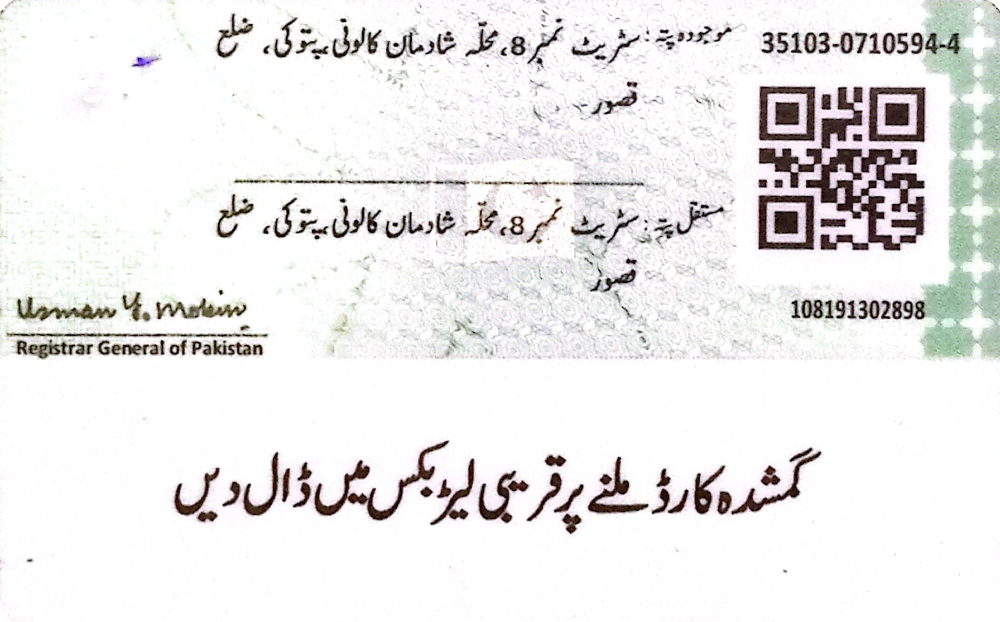 موجودہ پتہ: سٹریٹ نمبر 8، محلّہ شادمان کالونی، پتوکی، ضلع
قصور
35103-0710594-4
مستقل پتہ: سٹریٹ نمبر 8، محلّہ شادمان کالونی، پتوکی، ضلع
قصور
108191302898
Usman Y. Mobin
Registrar General of Pakistan
گمشدہ کارڈ ملنے پر قریبی لیٹر بکس میں ڈال دیں